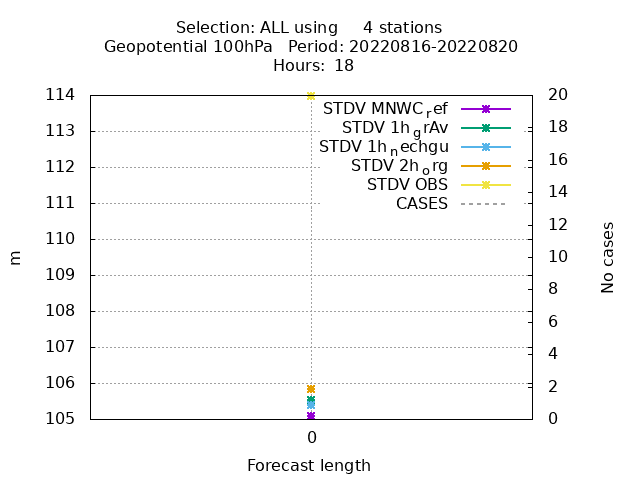 Selection: ALL using     4 stations
Geopotential 100hPa   Period: 20220816-20220820
Hours: 18
STDV MNWC_ref
STDV 1h_grAv
STDV 1h_nechgu
STDV 2h_org
STDV OBS
CASES
114
113
112
111
110
109
108
107
106
105
m
20
18
16
14
12
10
8
6
4
2
0
No cases
0
Forecast length